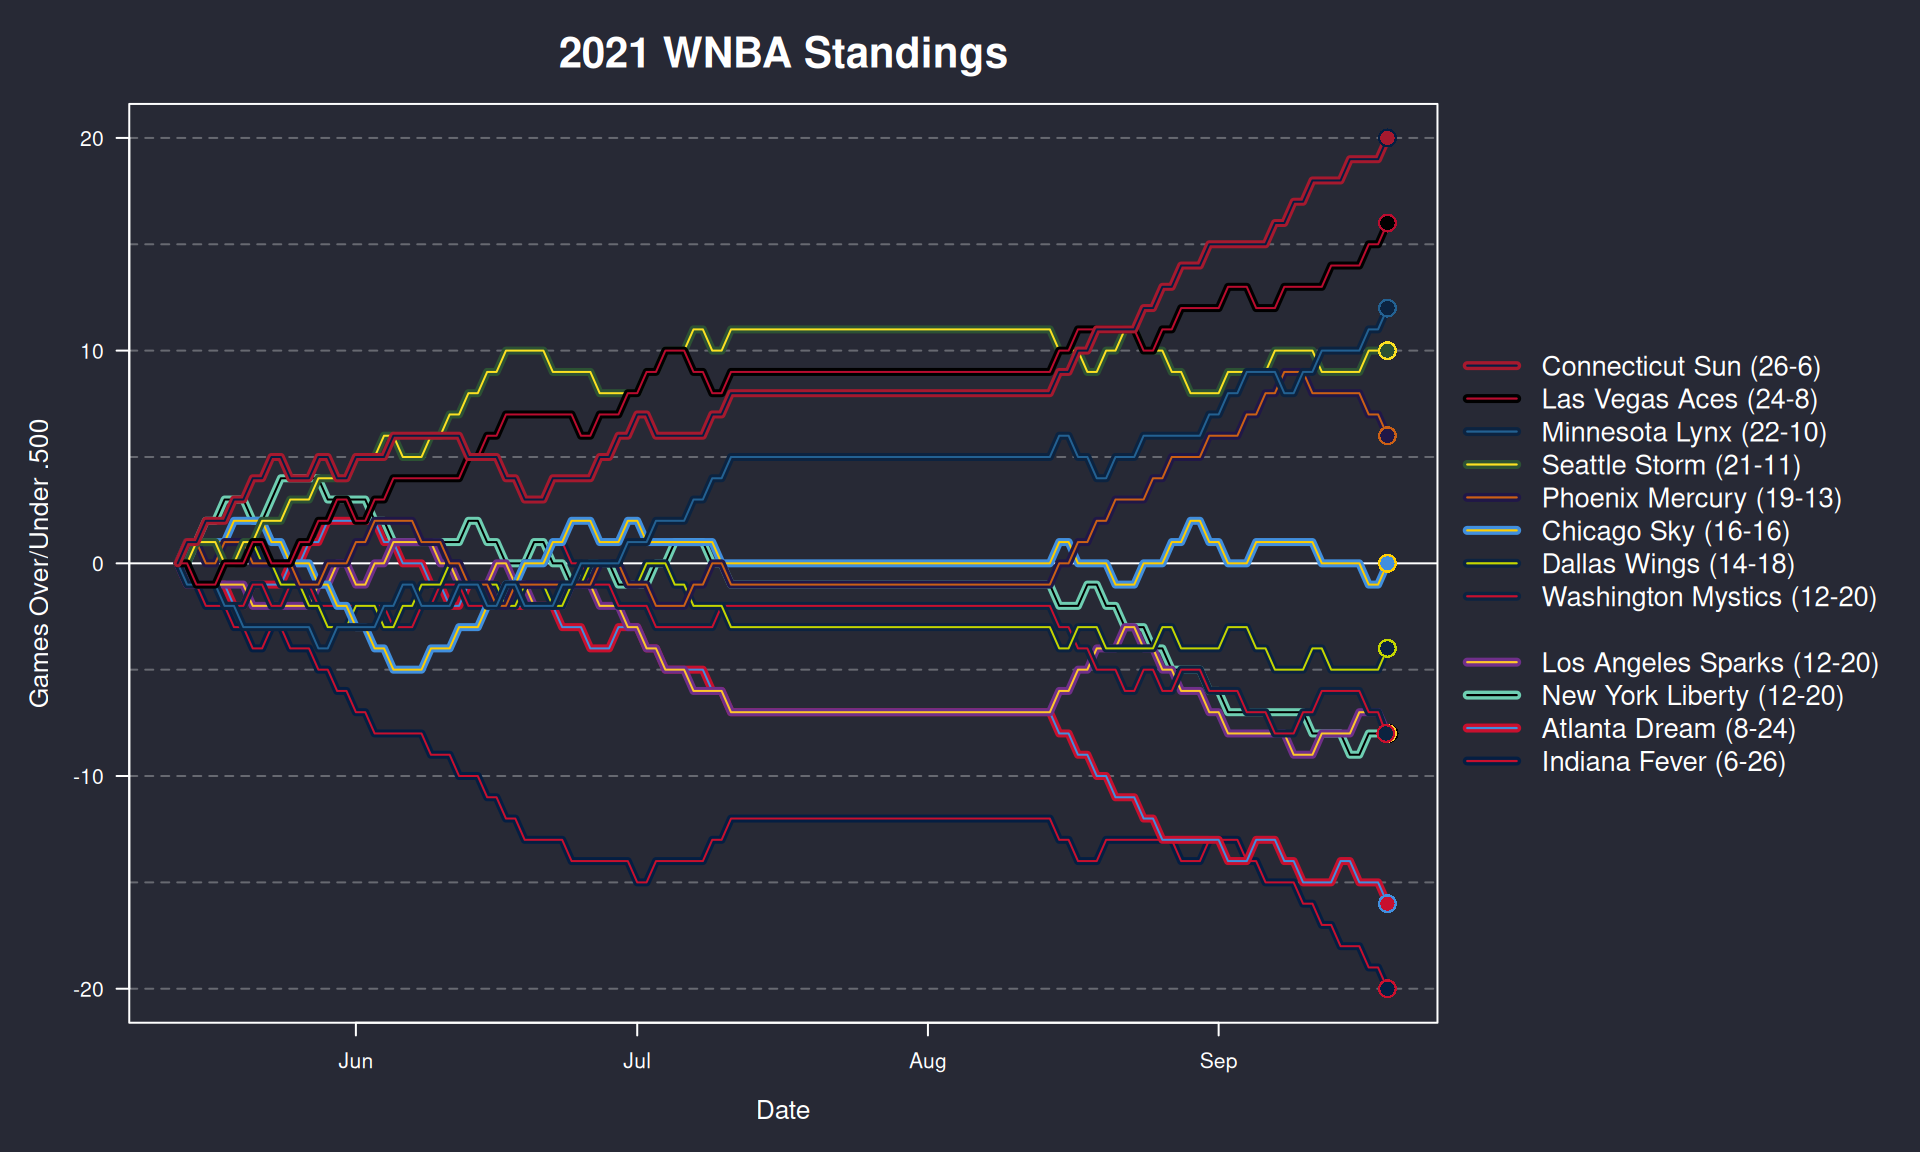 2021 WNBA Standings
Games Over/Under .500
20
10
0
-10
-20
Jun
Jul
Aug
Sep
Date
Connecticut Sun (26-6)
Las Vegas Aces (24-8)
Minnesota Lynx (22-10)
Seattle Storm (21-11)
Phoenix Mercury (19-13)
Chicago Sky (16-16)
Dallas Wings (14-18)
Washington Mystics (12-20)
Los Angeles Sparks (12-20)
New York Liberty (12-20)
Atlanta Dream (8-24)
Indiana Fever (6-26)